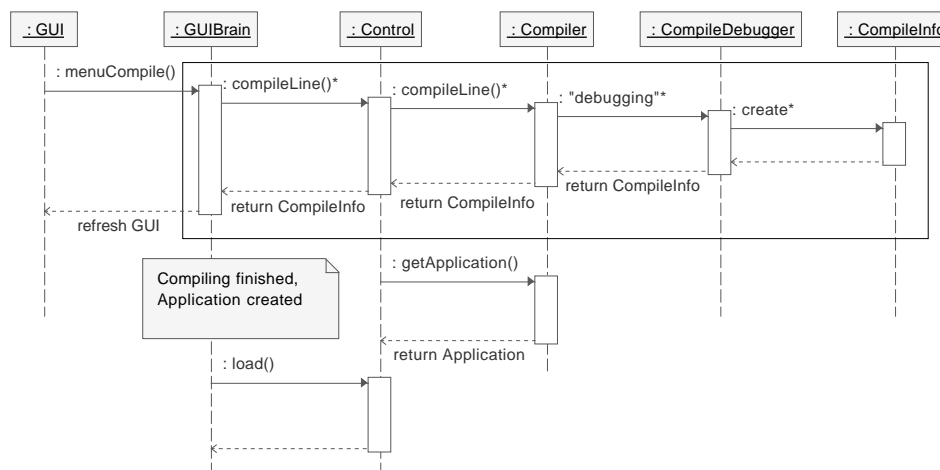 : GUI
: GUIBrain
: Control
: Compiler
: CompileDebugger
: CompileInfo
: menuCompile()
: compileLine()*
: compileLine()*
: "debugging"*
: create*
return CompileInfo
return CompileInfo
return CompileInfo
refresh GUI
Compiling finished,
Application created
: getApplication()
return Application
: load()